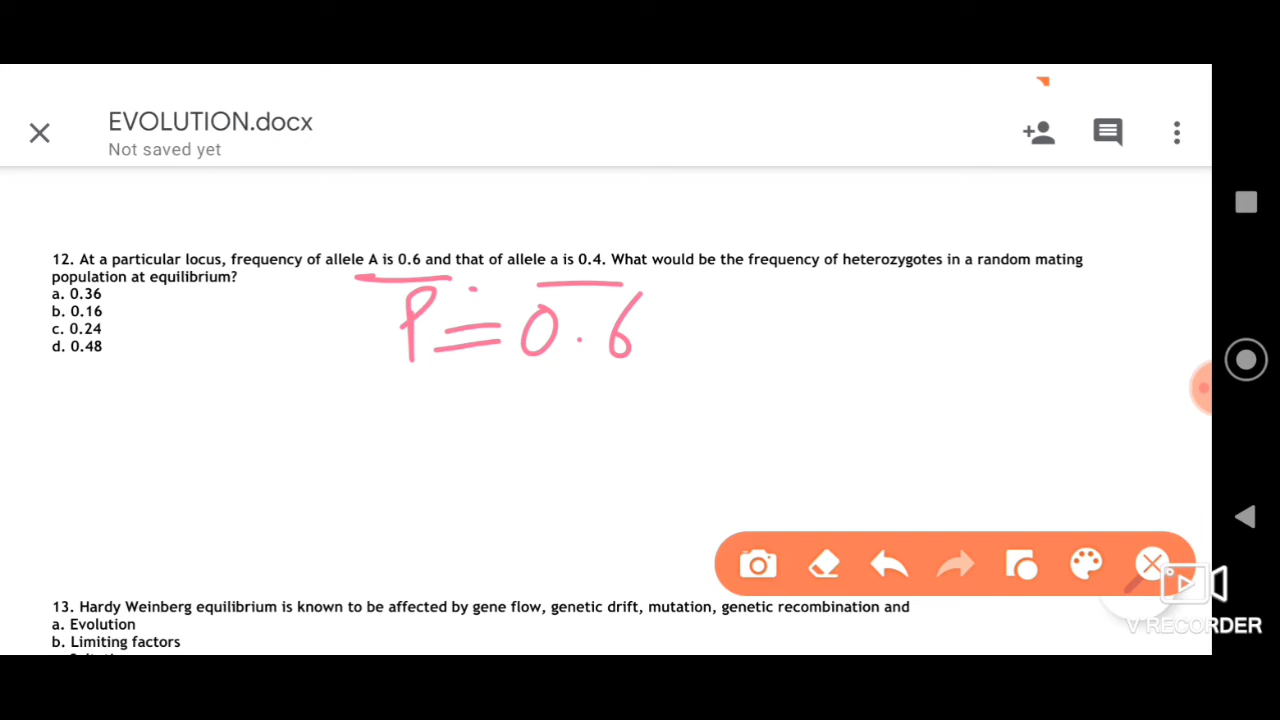 EVOLUTION.docx
Not saved yet
12. At a particular locus, frequency of allele A is 0.6 and that of allele a is 0.4. What would be the frequency of heterozygotes in a random mating
population at equilibrium?
a. 0.36
b. 0.16
c. 0.24
d. 0.48
P = 0.6
13. Hardy Weinberg equilibrium is known to be affected by gene flow, genetic drift, mutation, genetic recombination and
a. Evolution
b. Limiting factors
V RECORDER